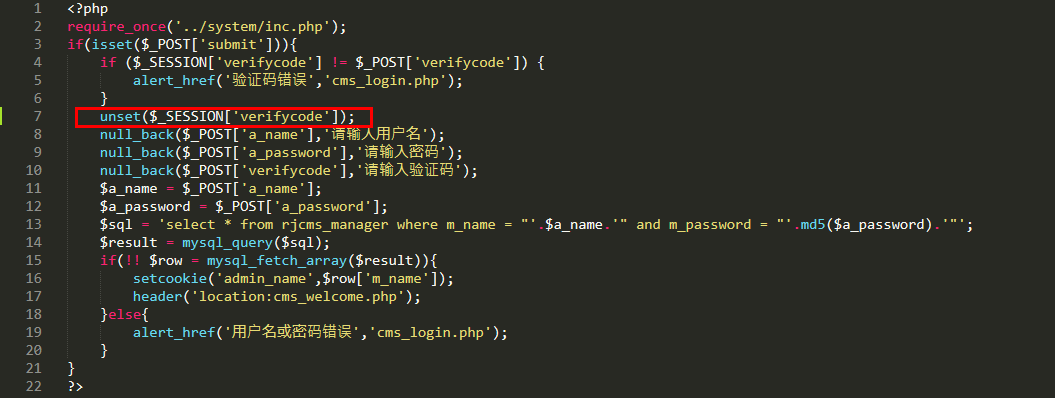 1 <?php
2 require_once('../system/inc.php');
3 if(isset($_POST['submit'])){
4 if ($_SESSION['verifycode'] != $_POST['verifycode']) {
5 alert_href('验证码错误','cms_login.php');
6 }
7 unset($_SESSION['verifycode']);
8 null_back($_POST['a_name'],'请输入用户名');
9 null_back($_POST['a_password'],'请输入密码');
10 null_back($_POST['verifycode'],'请输入验证码');
11 $a_name = $_POST['a_name'];
12 $a_password = $_POST['a_password'];
13 $sql = 'select * from rjcms_manager where m_name = "'.$a_name.'" and m_password = "'.md5($a_password).'"';
14 $result = mysql_query($sql);
15 if(!! $row = mysql_fetch_array($result)){
16 setcookie('admin_name',$row['m_name']);
17 header('location:cms_welcome.php');
18 }else{
19 alert_href('用户名或密码错误','cms_login.php');
20 }
21 }
22 ?>